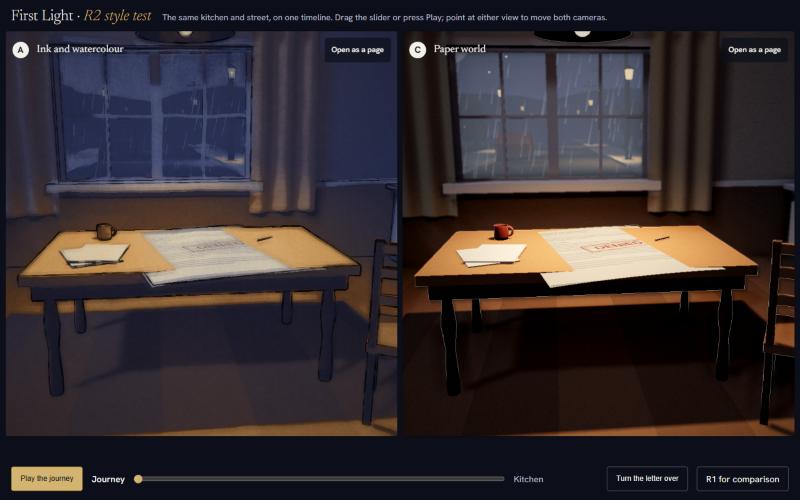 First Light · R2 style test The same kitchen and street, on one timeline. Drag the slider or press Play; point at either view to move both cameras.
A Ink and watercolour Open as a page
C Paper world Open as a page
DENIED
Play the journey Journey Kitchen Turn the letter over R1 for comparison